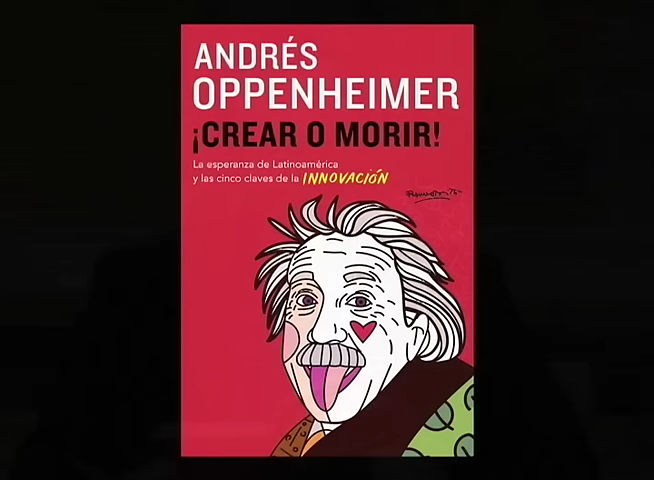 ANDRÉS
OPPENHEIMER
¡CREAR O MORIR!
La esperanza de Latinoamérica
y las cinco claves de la INNOVACIÓN